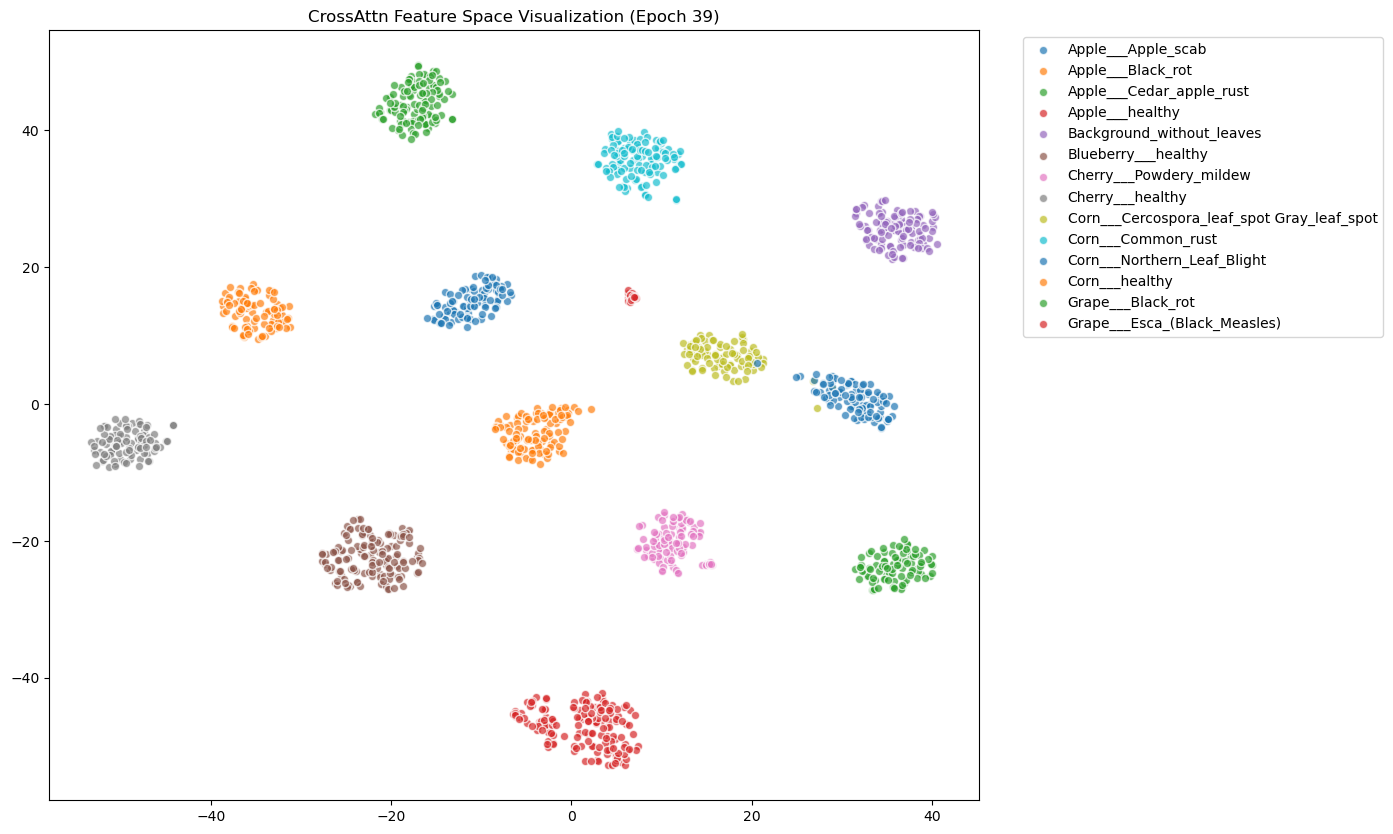 CrossAttn Feature Space Visualization (Epoch 39)
40
20
0
−20
−40
−40
−20
0
20
40
Apple___Apple_scab
Apple___Black_rot
Apple___Cedar_apple_rust
Apple___healthy
Background_without_leaves
Blueberry___healthy
Cherry___Powdery_mildew
Cherry___healthy
Corn___Cercospora_leaf_spot Gray_leaf_spot
Corn___Common_rust
Corn___Northern_Leaf_Blight
Corn___healthy
Grape___Black_rot
Grape___Esca_(Black_Measles)